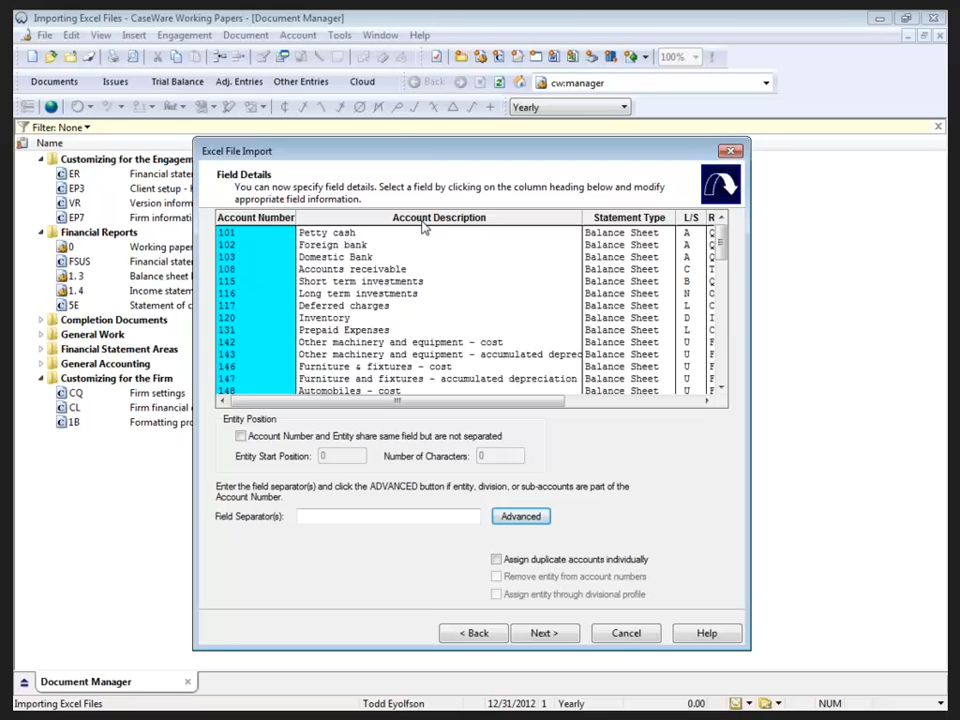 Importing Excel Files - CaseWare Working Papers - [Document Manager]
File Edit View Insert Engagement Document Account Tools Window Help
100%
Documents Issues Trial Balance Adj. Entries Other Entries Cloud Back cw:manager
Yearly
Filter: None
Name
Customizing for the Engagem
ER Financial state
EP3 Client setup - 
VR Version inform
EP7 Firm informati
Financial Reports
0 Working pape
FSUS Financial state
1. 3 Balance sheet
1. 4 Income statem
5E Statement of c
Completion Documents
General Work
Financial Statement Areas
General Accounting
Customizing for the Firm
CQ Firm settings
CL Firm financial
1B Formatting pro
Excel File Import
Field Details
You can now specify field details. Select a field by clicking on the column heading below and modify
appropriate field information.
Account Number Account Description Statement Type L/S R
101 Petty cash Balance Sheet A Q
102 Foreign bank Balance Sheet A Q
103 Domestic Bank Balance Sheet A Q
108 Accounts receivable Balance Sheet C T
115 Short term investments Balance Sheet B Q
116 Long term investments Balance Sheet N O
117 Deferred charges Balance Sheet L C
120 Inventory Balance Sheet D I
131 Prepaid Expenses Balance Sheet L C
142 Other machinery and equipment - cost Balance Sheet U F
143 Other machinery and equipment - accumulated deprec Balance Sheet U F
146 Furniture & fixtures - cost Balance Sheet U F
147 Furniture and fixtures - accumulated depreciation Balance Sheet U F
148 Automobiles - cost Balance Sheet U F
Entity Position
Account Number and Entity share same field but are not separated
Entity Start Position: 0 Number of Characters: 0
Enter the field separator(s) and click the ADVANCED button if entity, division, or sub-accounts are part of the
Account Number.
Field Separator(s): Advanced
Assign duplicate accounts individually
Remove entity from account numbers
Assign entity through divisional profile
< Back Next > Cancel Help
Document Manager
Importing Excel Files Todd Eyolfson 12/31/2012 1 Yearly 0.00 NUM